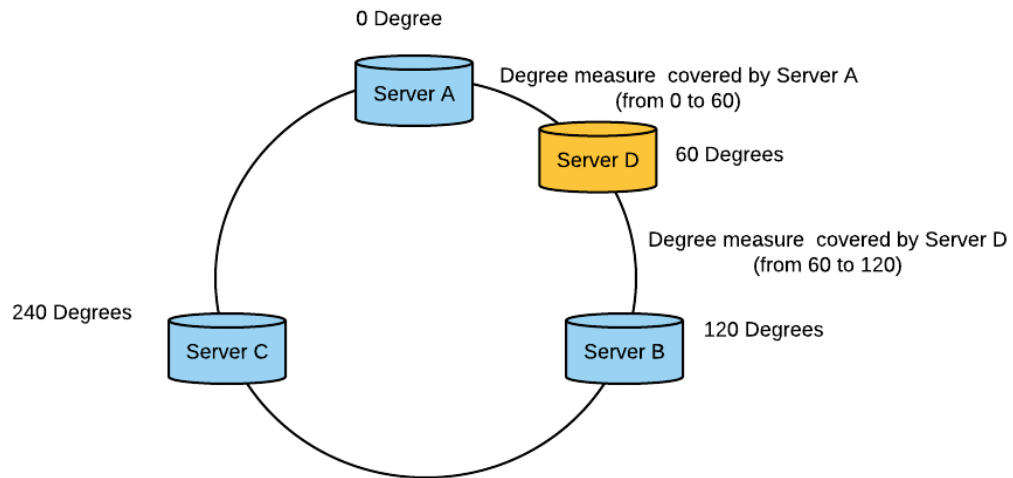 0 Degree
Server A
Degree measure covered by Server A
(from 0 to 60)
Server D
60 Degrees
Degree measure covered by Server D
(from 60 to 120)
240 Degrees
Server C
Server B
120 Degrees